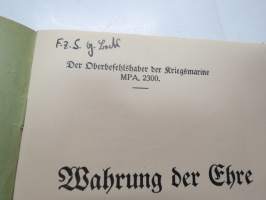 F.z.S.
Der Oberbefehlshaber der Kriegsmarine
MPA, 2300.
Wahrung der Ehre